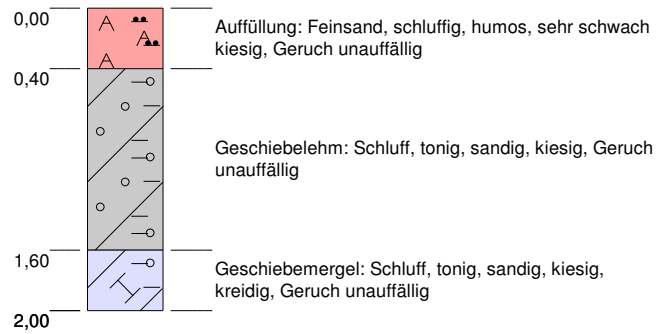 0,00
Auffüllung: Feinsand, schluffig, humos, sehr schwach
kiesig, Geruch unauffällig
0,40
Geschiebelehm: Schluff, tonig, sandig, kiesig, Geruch
unauffällig
1,60
Geschiebemergel: Schluff, tonig, sandig, kiesig,
kreidig, Geruch unauffällig
2,00